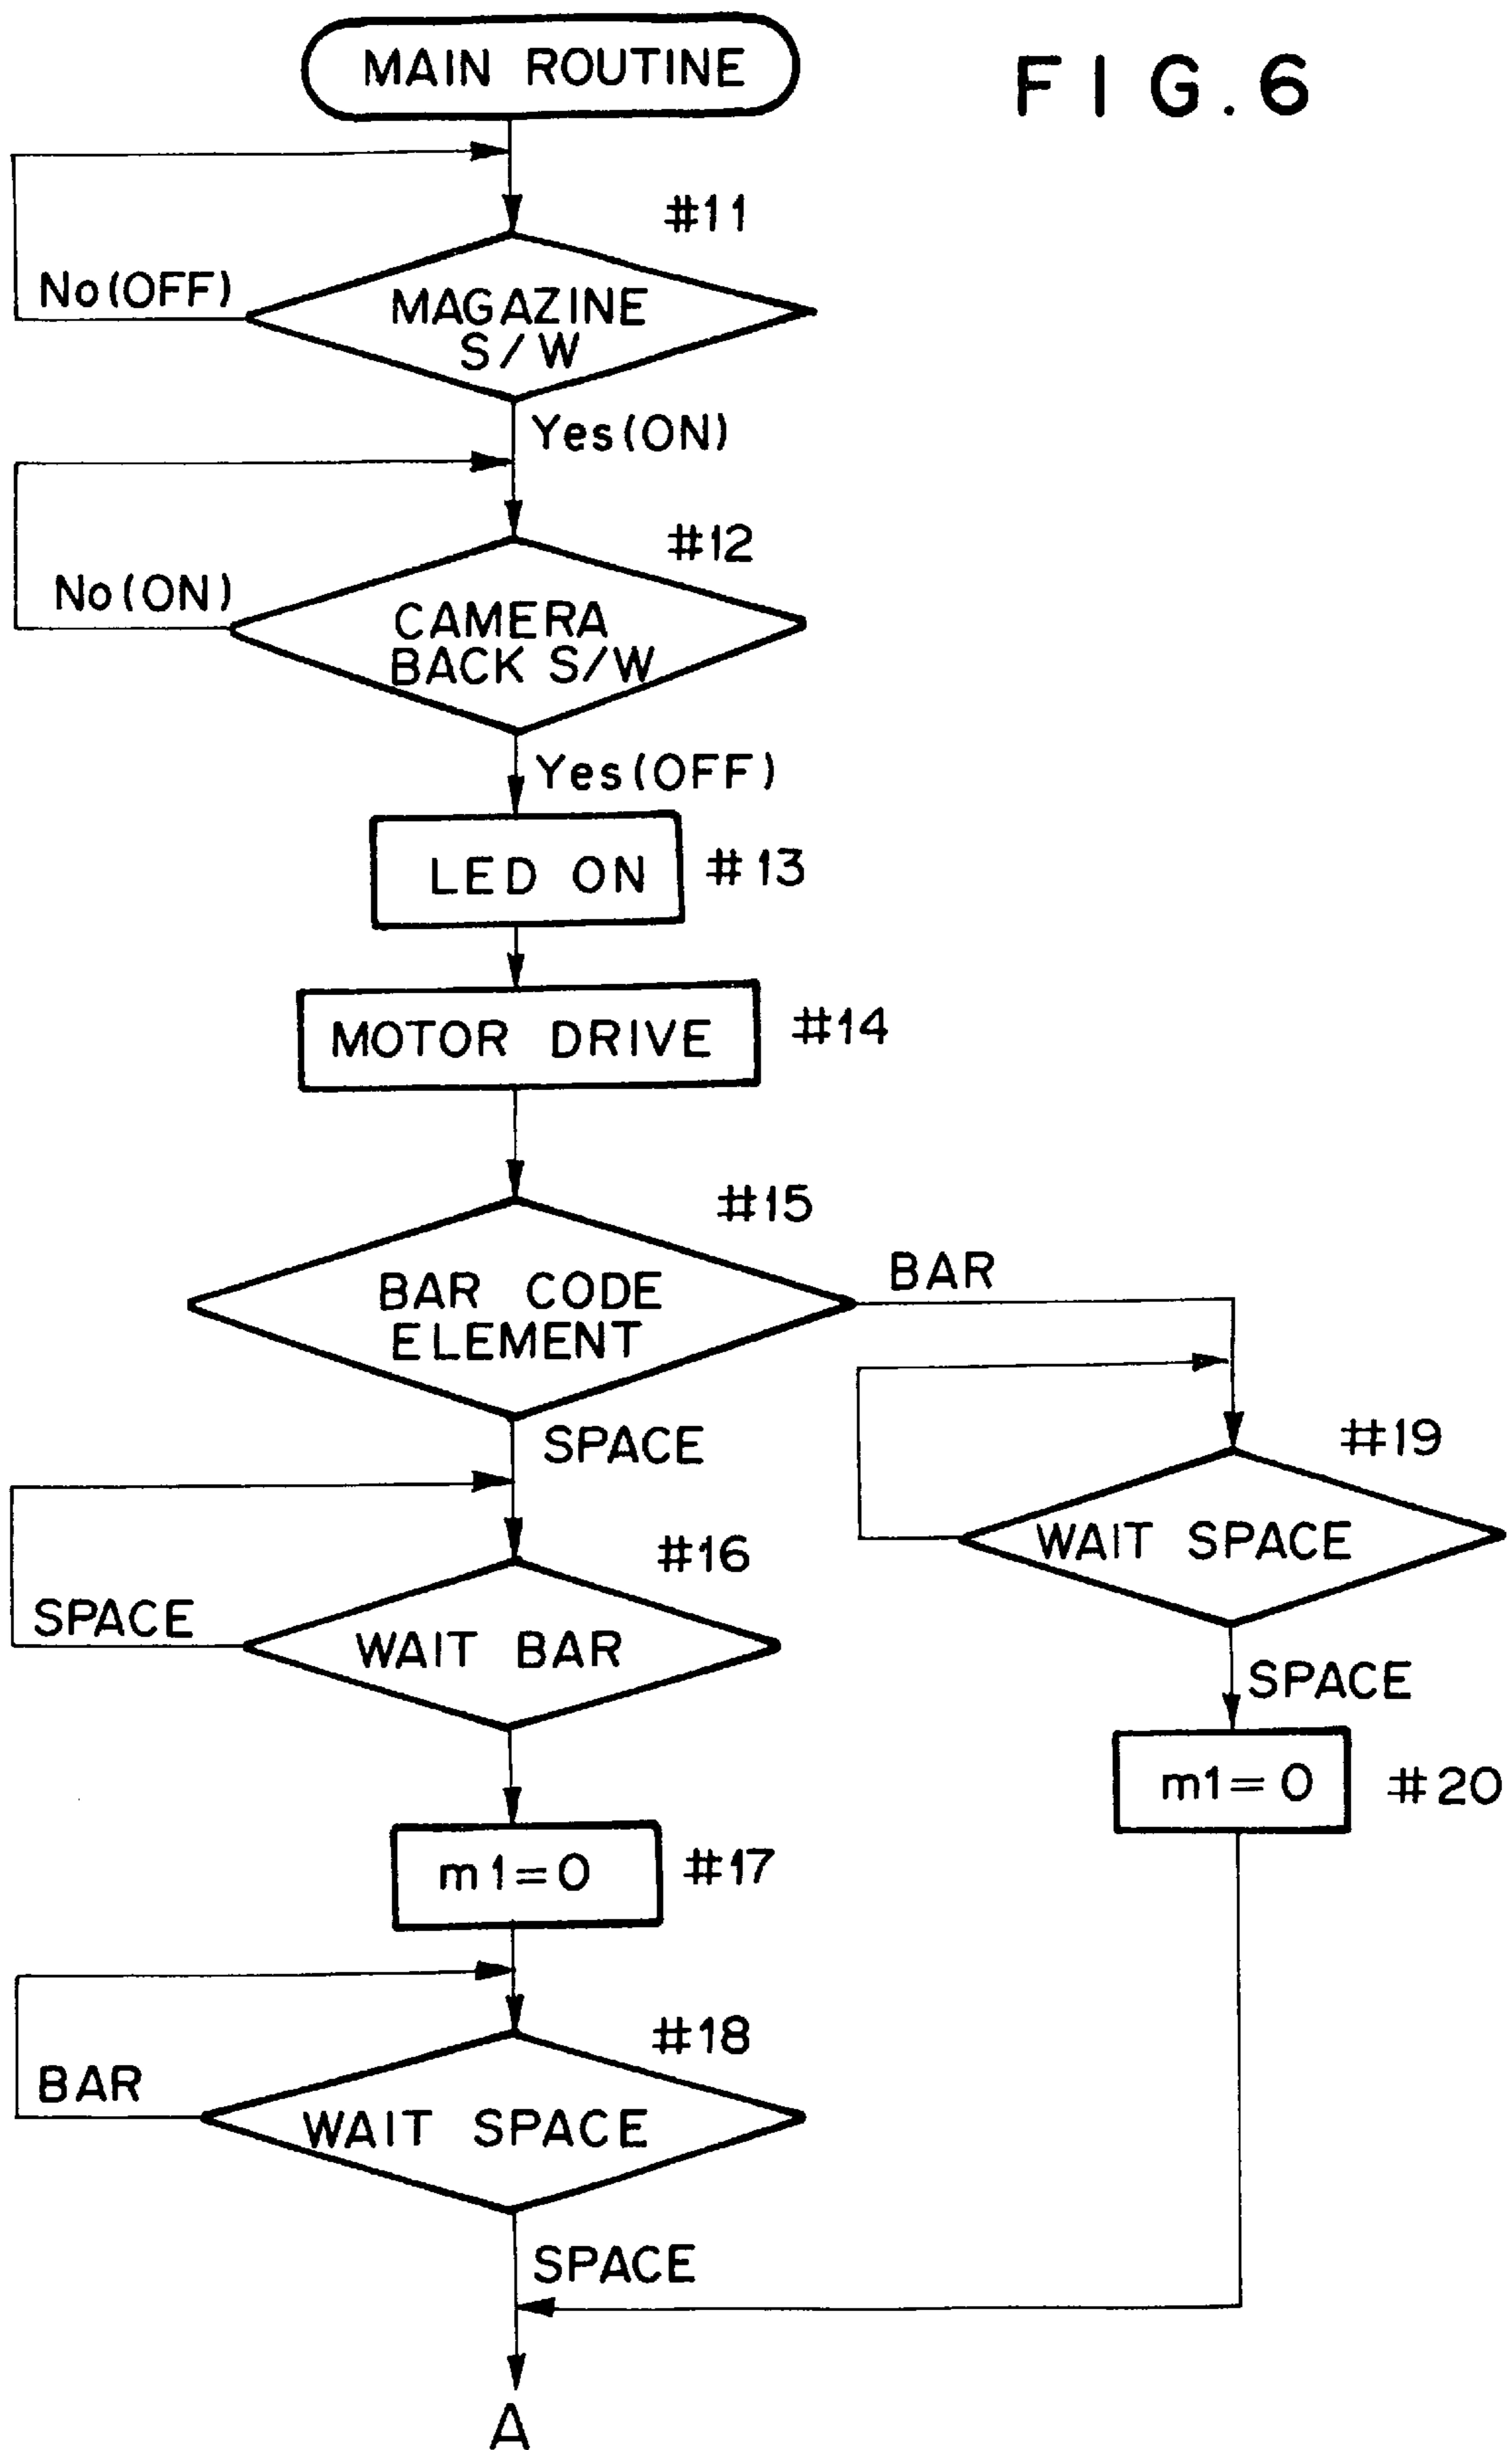 MAIN ROUTINE
FIG.6
#11
No(OFF)
MAGAZINE
S/W
Yes(ON)
#12
No(ON)
CAMERA
BACK S/W
Yes(OFF)
LED ON
#13
MOTOR DRIVE
#14
#15
BAR CODE
ELEMENT
BAR
SPACE
#16
SPACE
WAIT BAR
#19
WAIT SPACE
SPACE
m1=0
#20
m1=0
#17
#18
BAR
WAIT SPACE
SPACE
A